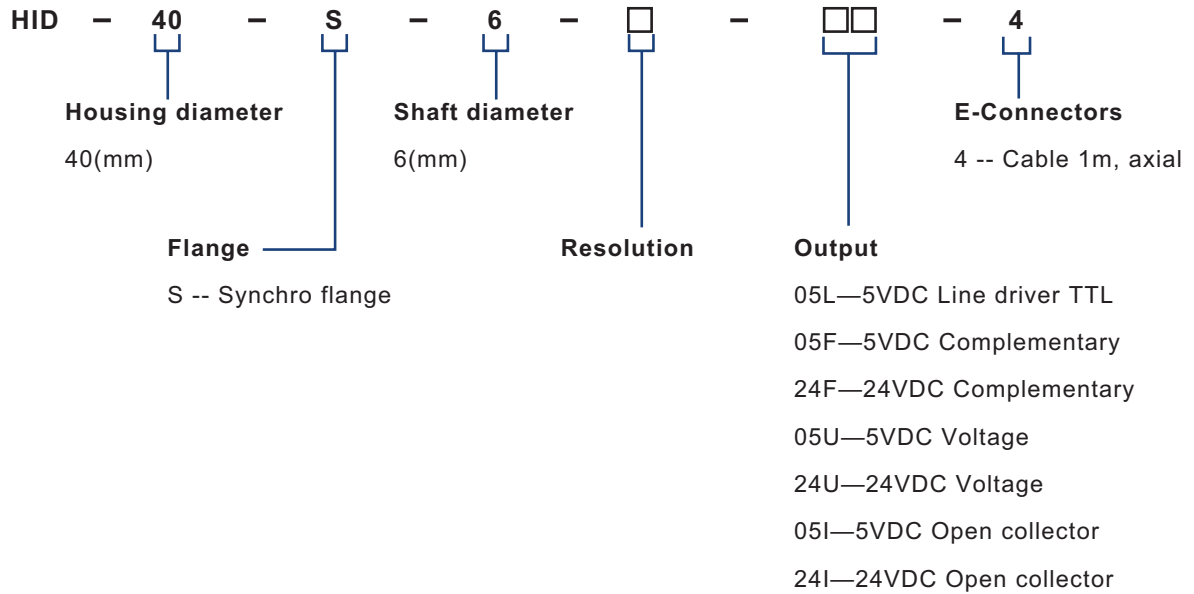 HID – 40 – S – 6 – □ – □□ – 4
Housing diameter
40(mm)
Shaft diameter
6(mm)
E-Connectors
4 -- Cable 1m, axial
Flange
S -- Synchro flange
Resolution
Output
05L—5VDC Line driver TTL
05F—5VDC Complementary
24F—24VDC Complementary
05U—5VDC Voltage
24U—24VDC Voltage
05I—5VDC Open collector
24I—24VDC Open collector